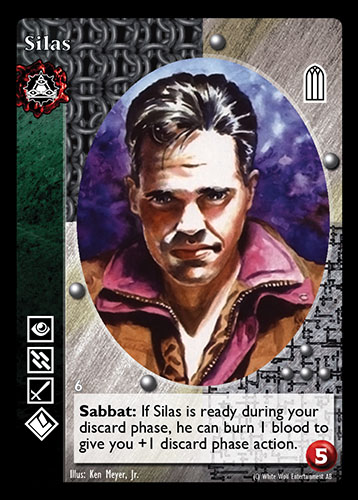 Silas
6
Sabbat: If Silas is ready during your
discard phase, he can burn 1 blood to
give you +1 discard phase action.
5
Illus: Ken Meyer, Jr.
(C) White Wolf Entertainment AB